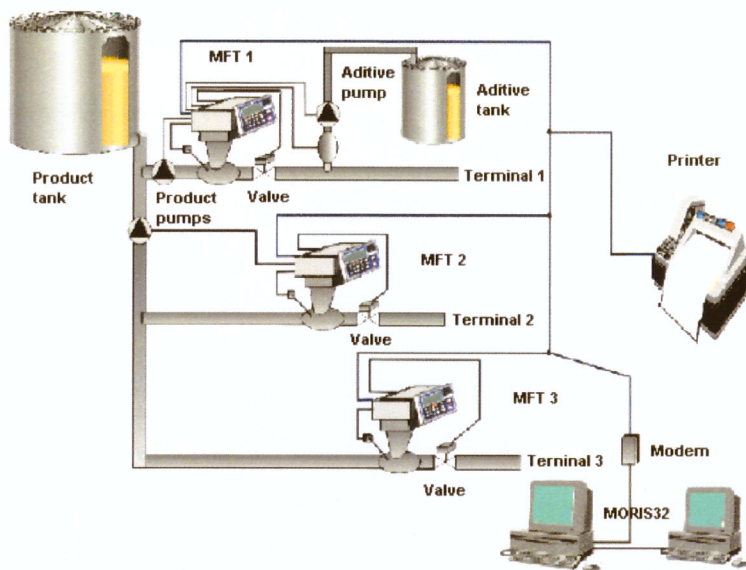 MFT 1
Aditive
pump
Aditive
tank
Printer
Product
tank
Product
pumps
Valve
Terminal 1
MFT 2
Valve
Terminal 2
MFT 3
Valve
Terninal 3
Modem
MORIS32